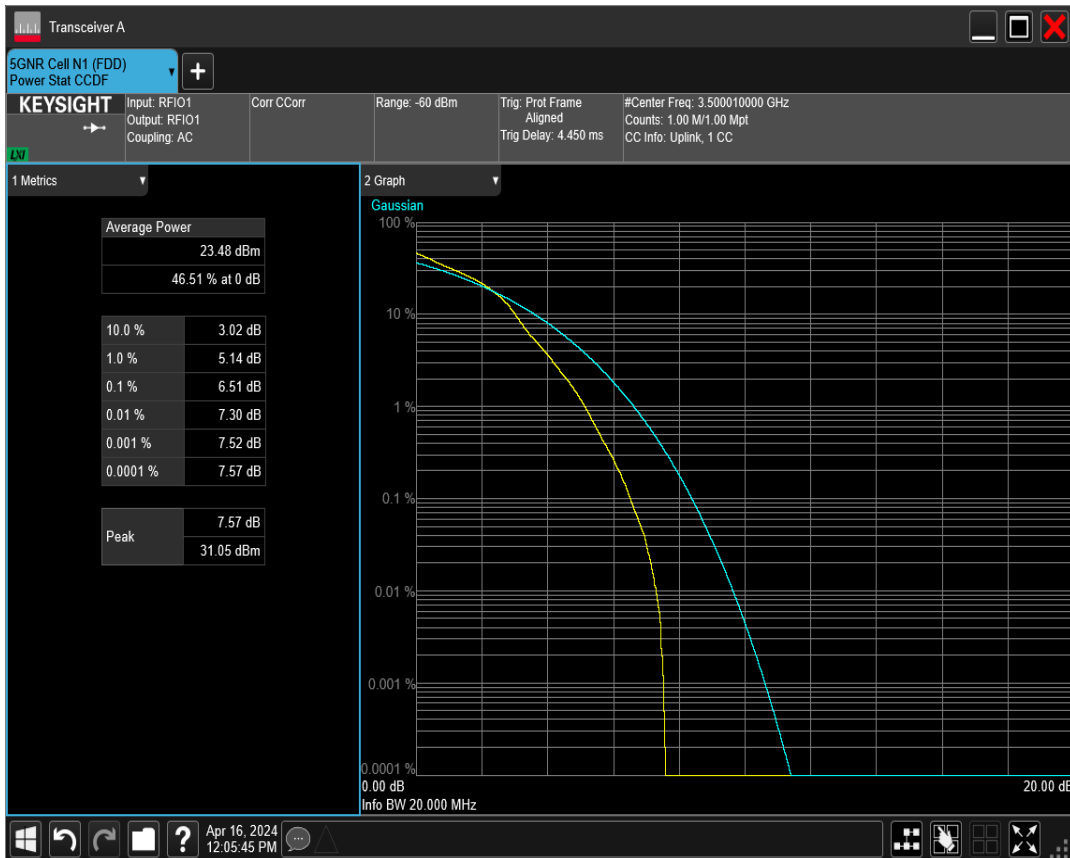 Transceiver A
5GNR Cell N1 (FDD)
Power Stat CCDF
+
KEYSIGHT
LXI
Input: RFIO1
Output: RFIO1
Coupling: AC
Corr CCorr
Range: -60 dBm
Trig: Prot Frame
Aligned
Trig Delay: 4.450 ms
#Center Freq: 3.500010000 GHz
Counts: 1.00 M/1.00 Mpt
CC Info: Uplink, 1 CC
1 Metrics
Average Power
23.48 dBm
46.51 % at 0 dB
10.0 % 3.02 dB
1.0 % 5.14 dB
0.1 % 6.51 dB
0.01 % 7.30 dB
0.001 % 7.52 dB
0.0001 % 7.57 dB
Peak
7.57 dB
31.05 dBm
2 Graph
Gaussian
100 %
10 %
1 %
0.1 %
0.01 %
0.001 %
0.0001 %
0.00 dB
20.00 dB
Info BW 20.000 MHz
?
Apr 16, 2024
12:05:45 PM